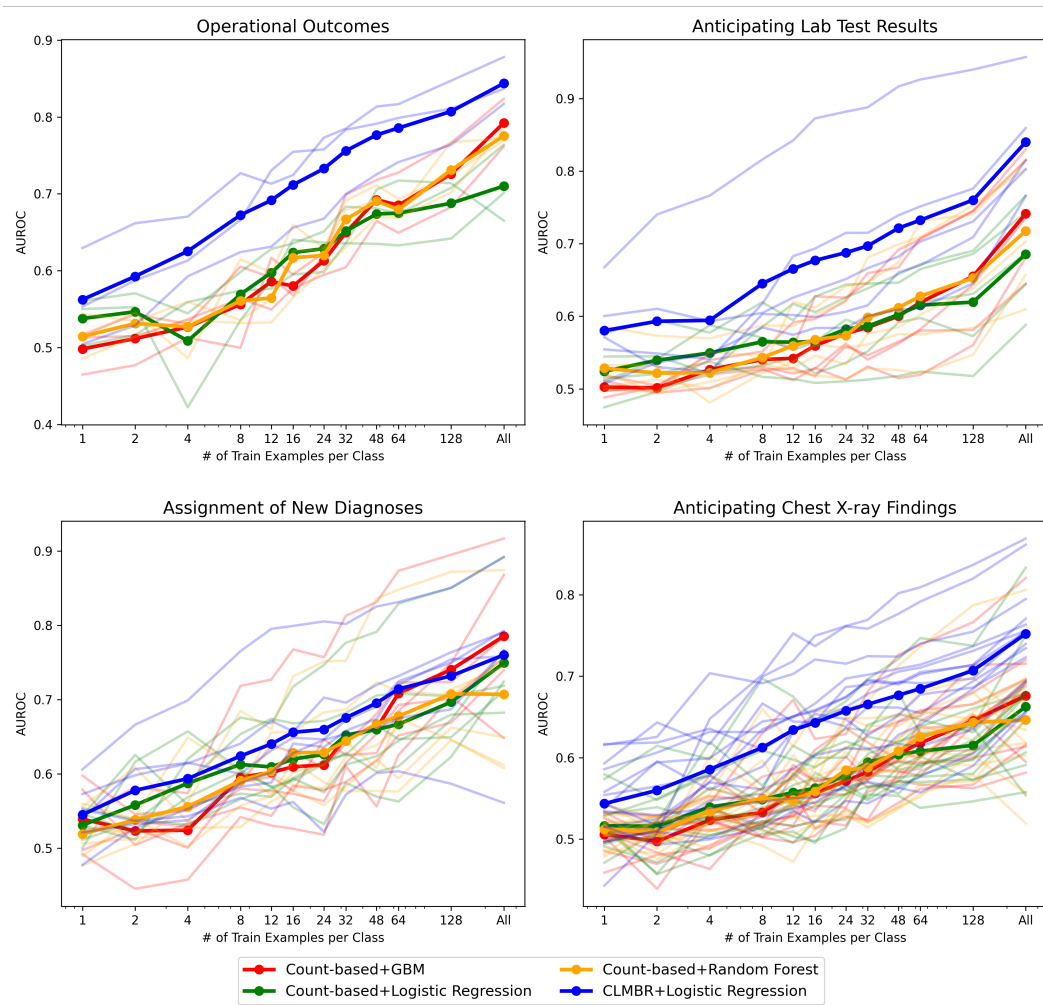 Operational Outcomes
0.9
0.8
0.7
0.6
0.5
0.4
AUROC
1 2 4 8 12 16 24 32 48 64 128 All
# of Train Examples per Class
Anticipating Lab Test Results
0.9
0.8
0.7
0.6
0.5
AUROC
1 2 4 8 12 16 24 32 48 64 128 All
# of Train Examples per Class
Assignment of New Diagnoses
0.9
0.8
0.7
0.6
0.5
AUROC
1 2 4 8 12 16 24 32 48 64 128 All
# of Train Examples per Class
Anticipating Chest X-ray Findings
0.8
0.7
0.6
0.5
AUROC
1 2 4 8 12 16 24 32 48 64 128 All
# of Train Examples per Class
Count-based+GBM
Count-based+Logistic Regression
Count-based+Random Forest
CLMBR+Logistic Regression